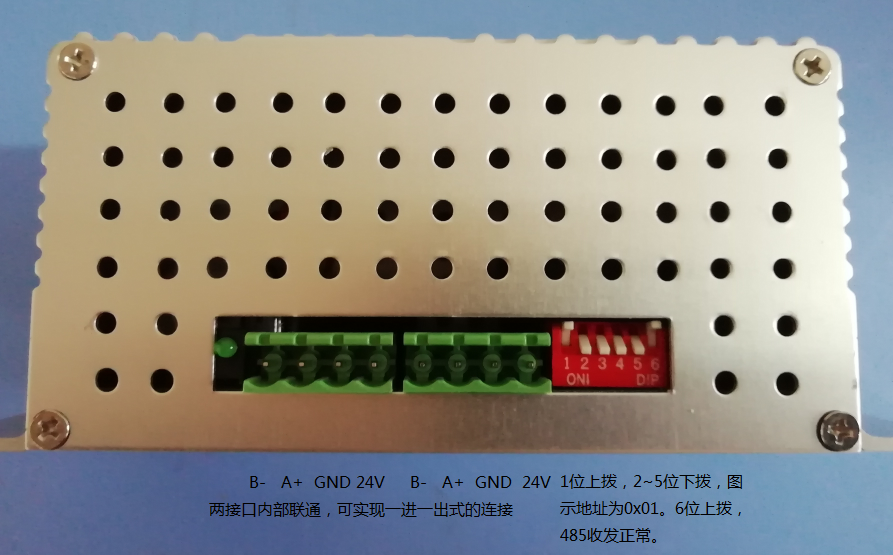 1 2 3 4 5 6
ON DIP
B- A+ GND 24V B- A+ GND 24V
两接口内部联通，可实现一进一出式的连接
1位上拨，2~5位下拨，图
示地址为0x01。6位上拨，
485收发正常。